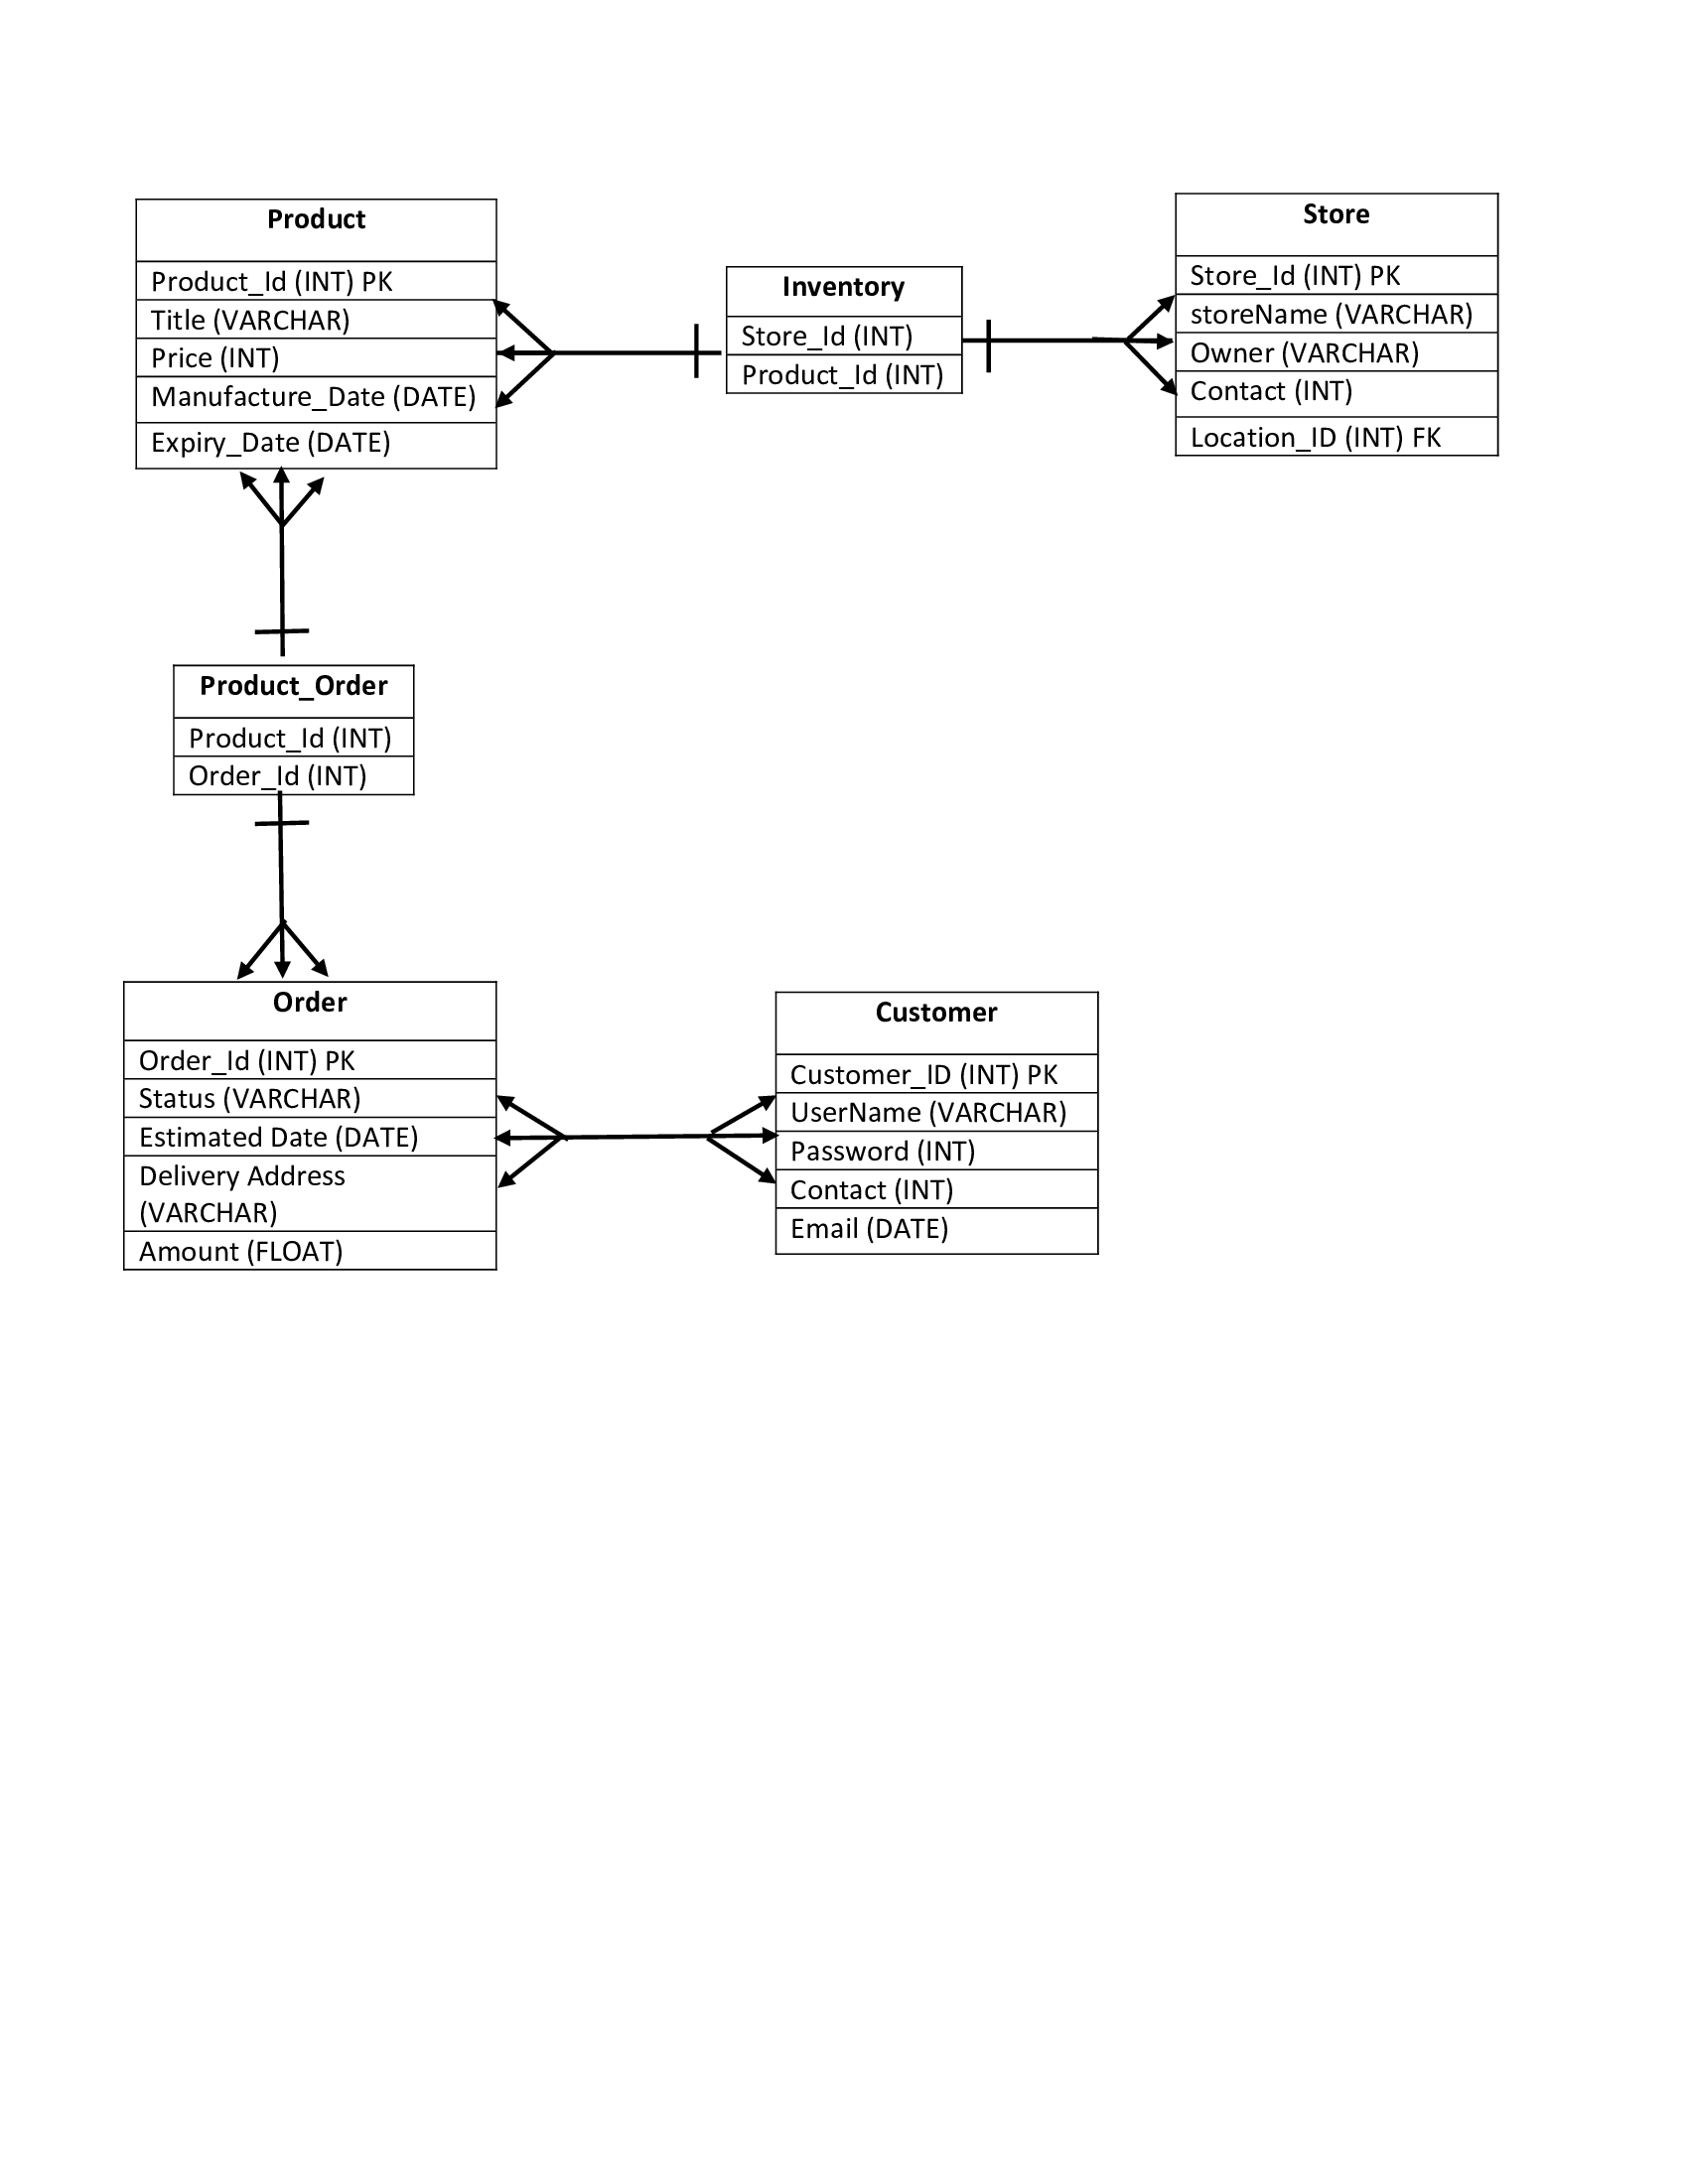 Product
Product_Id (INT) PK
Title (VARCHAR)
Price (INT)
Manufacture_Date (DATE)
Expiry_Date (DATE)
Inventory
Store_Id (INT)
Product_Id (INT)
Store
Store_Id (INT) PK
storeName (VARCHAR)
Owner (VARCHAR)
Contact (INT)
Location_ID (INT) FK
Product_Order
Product_Id (INT)
Order_Id (INT)
Order
Order_Id (INT) PK
Status (VARCHAR)
Estimated Date (DATE)
Delivery Address
(VARCHAR)
Amount (FLOAT)
Customer
Customer_ID (INT) PK
UserName (VARCHAR)
Password (INT)
Contact (INT)
Email (DATE)